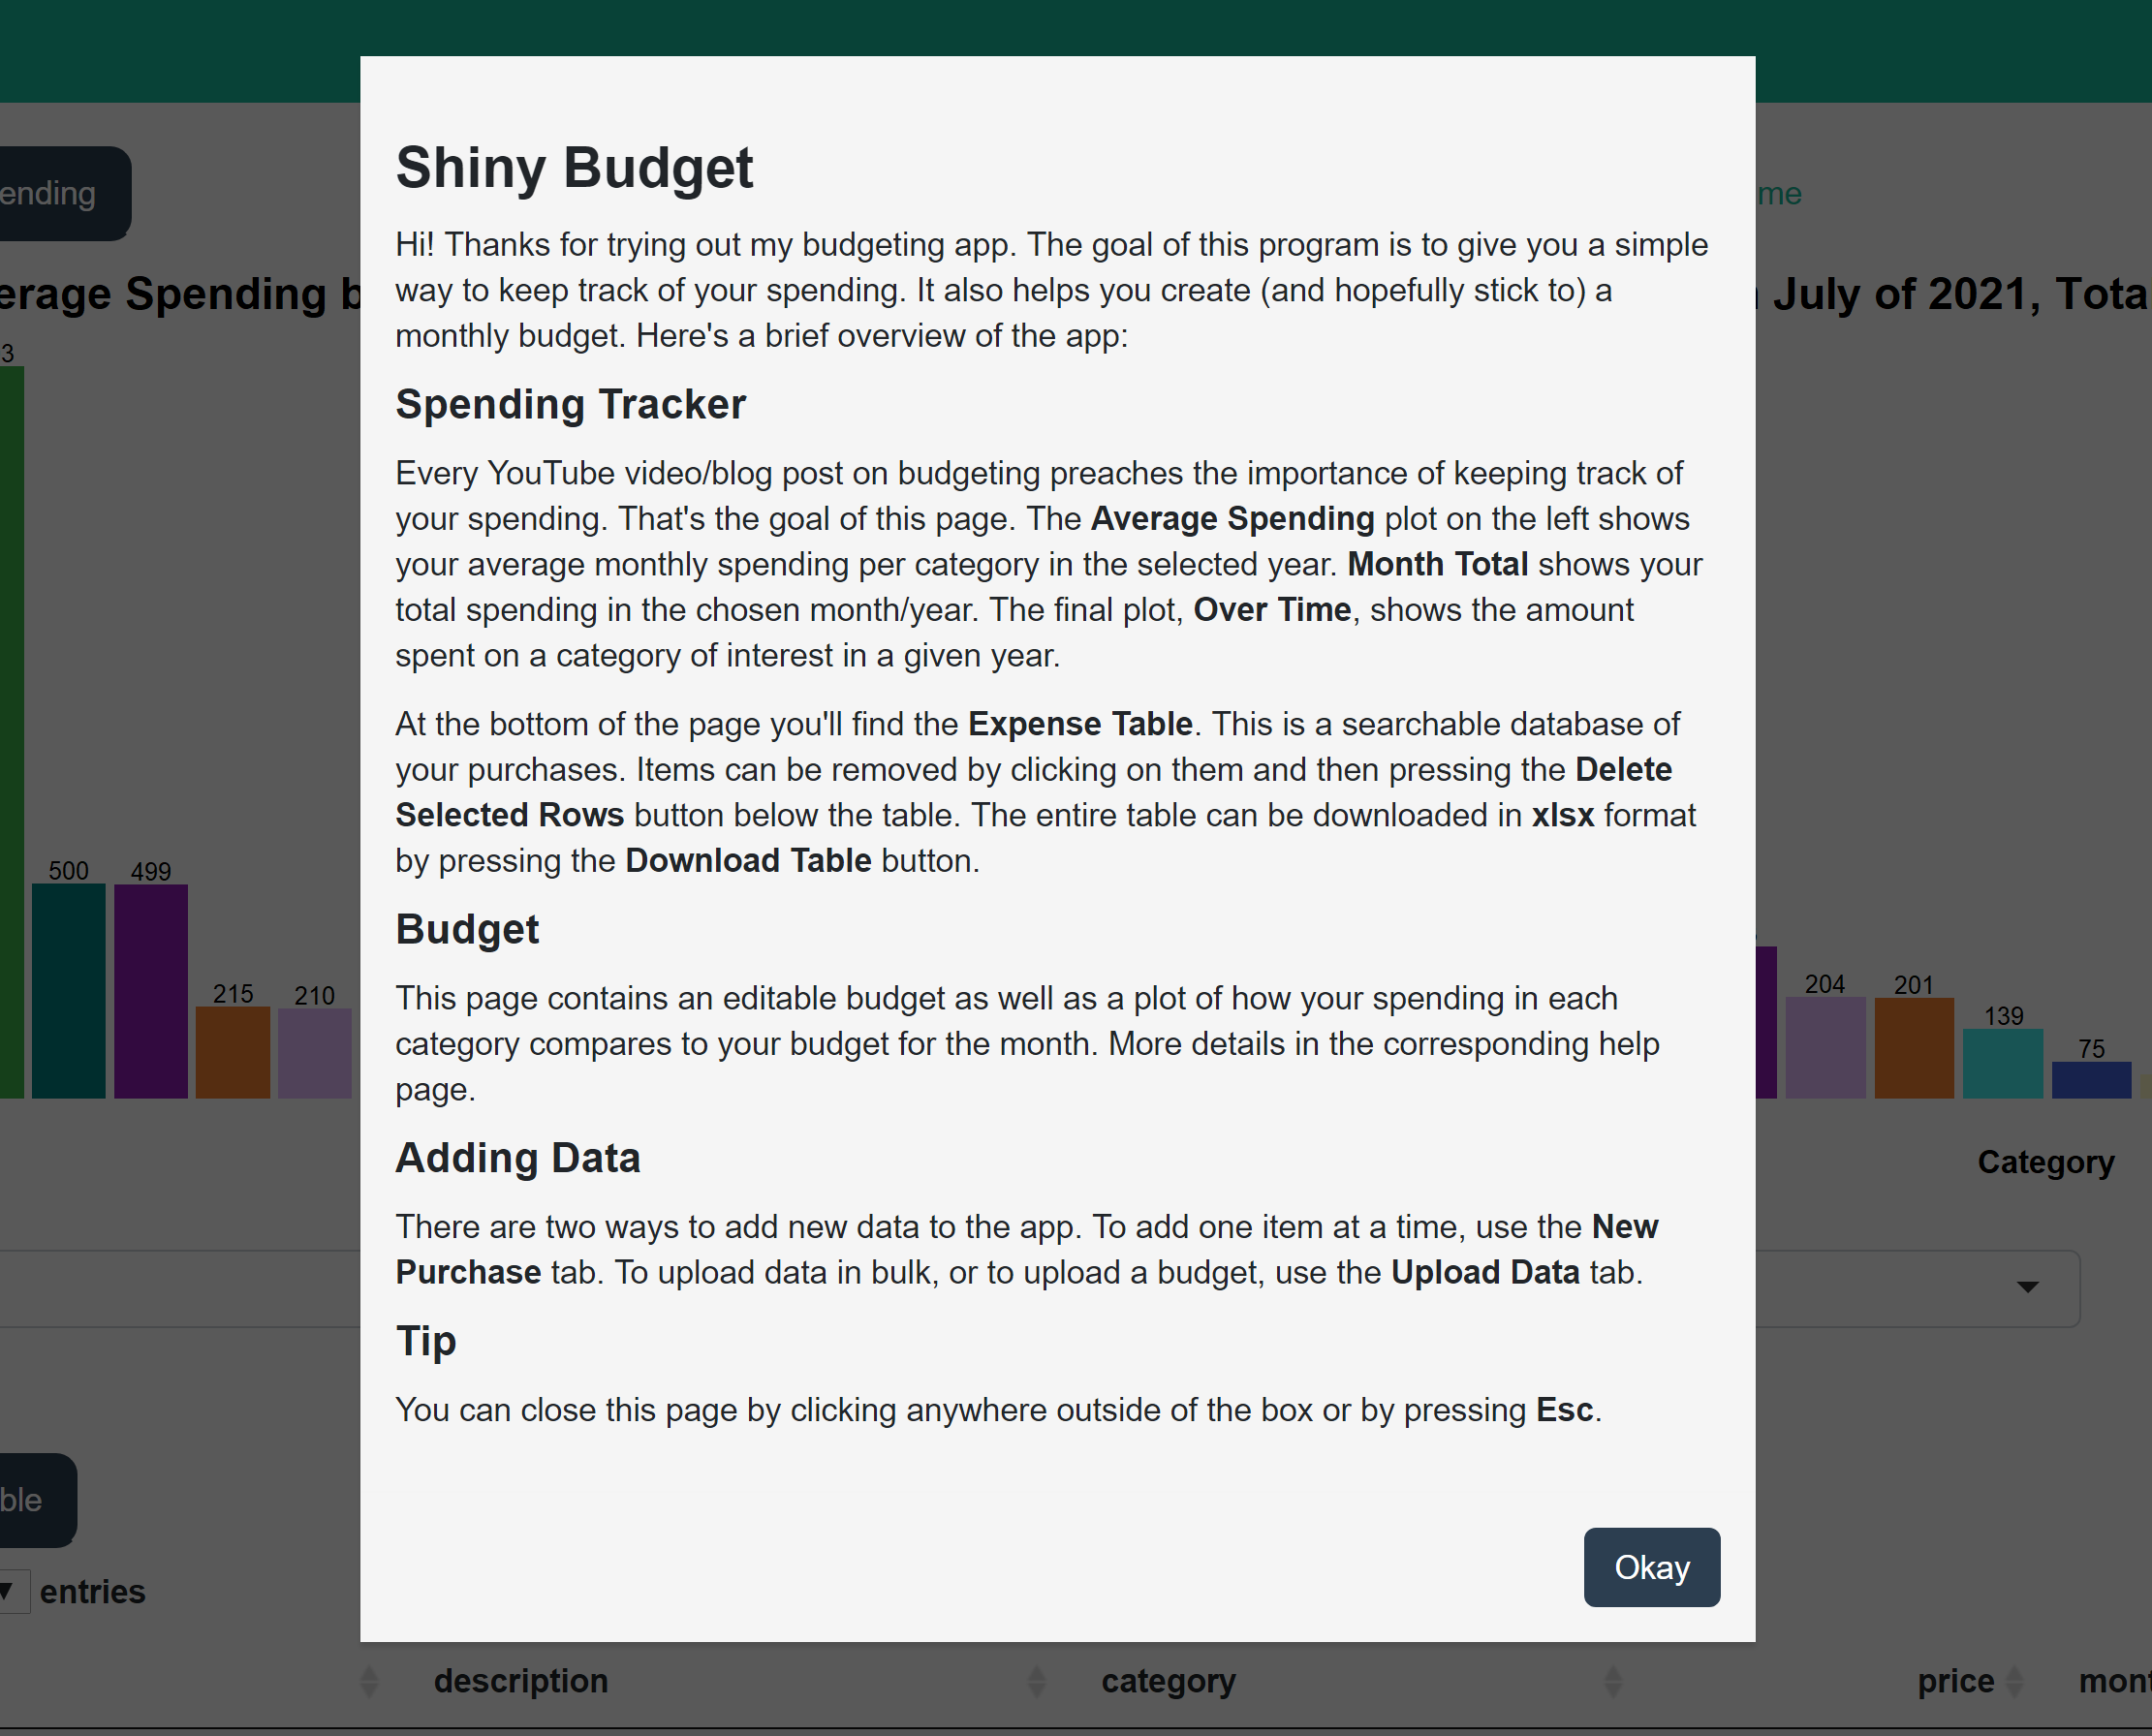 ending
me
erage Spending b
July of 2021, Tota
3
500
499
215
210
204
201
139
75
Category
ble
entries
description
category
price
mont
Shiny Budget
Hi! Thanks for trying out my budgeting app. The goal of this program is to give you a simple
way to keep track of your spending. It also helps you create (and hopefully stick to) a
monthly budget. Here's a brief overview of the app:
Spending Tracker
Every YouTube video/blog post on budgeting preaches the importance of keeping track of
your spending. That's the goal of this page. The Average Spending plot on the left shows
your average monthly spending per category in the selected year. Month Total shows your
total spending in the chosen month/year. The final plot, Over Time, shows the amount
spent on a category of interest in a given year.
At the bottom of the page you'll find the Expense Table. This is a searchable database of
your purchases. Items can be removed by clicking on them and then pressing the Delete
Selected Rows button below the table. The entire table can be downloaded in xlsx format
by pressing the Download Table button.
Budget
This page contains an editable budget as well as a plot of how your spending in each
category compares to your budget for the month. More details in the corresponding help
page.
Adding Data
There are two ways to add new data to the app. To add one item at a time, use the New
Purchase tab. To upload data in bulk, or to upload a budget, use the Upload Data tab.
Tip
You can close this page by clicking anywhere outside of the box or by pressing Esc.
Okay